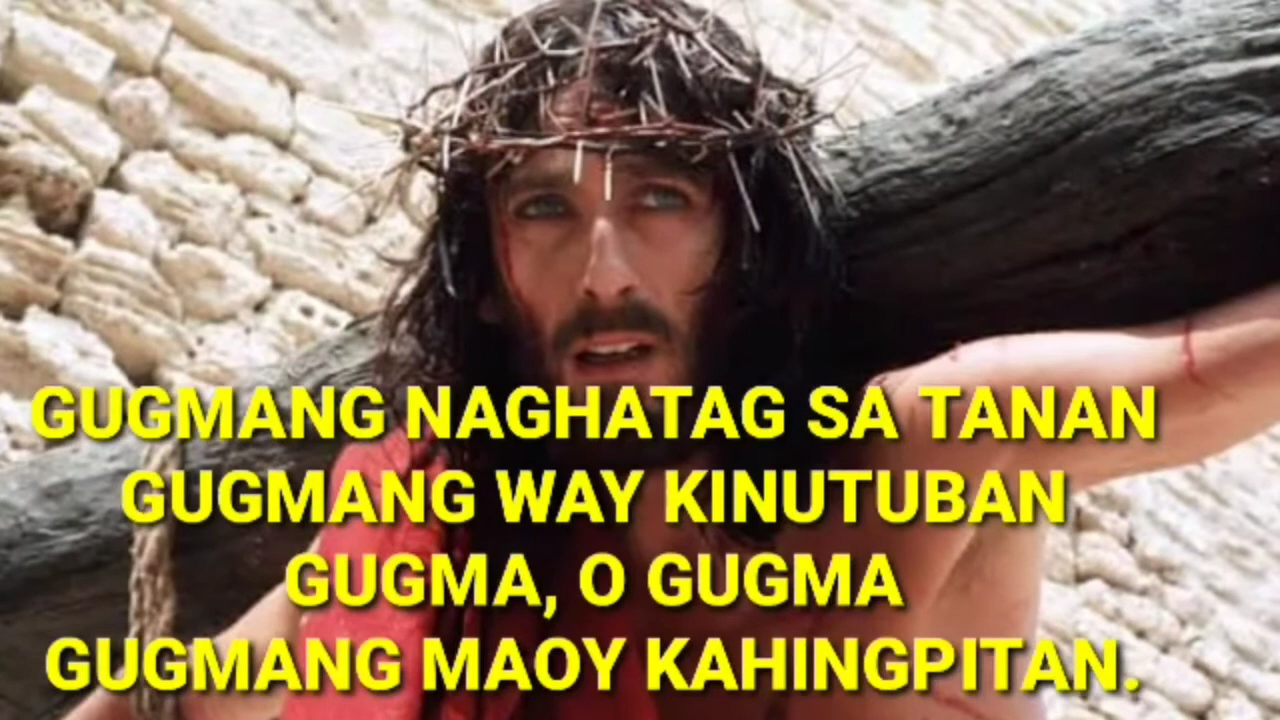 GUGMANG NAGHATAG SA TANAN
GUGMANG WAY KINUTUBAN
GUGMA, O GUGMA
GUGMANG MAOY KAHINGPITAN.